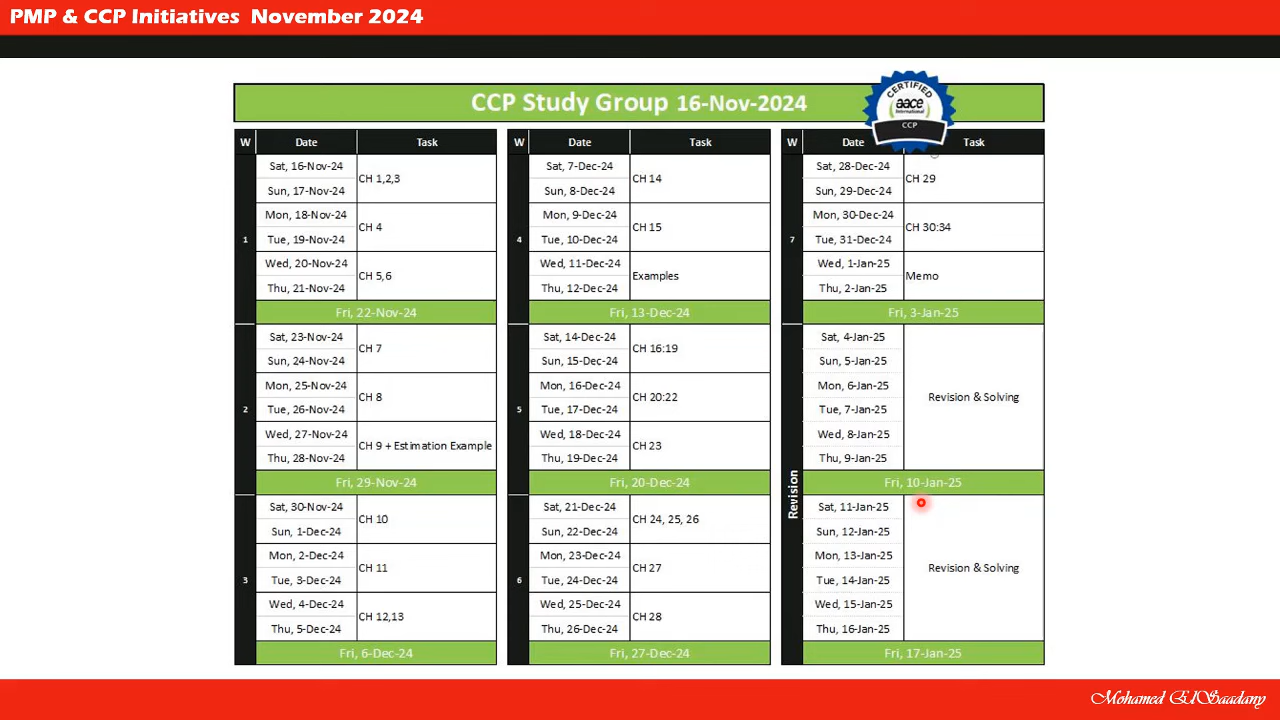 PMP & CCP Initiatives November 2024
CCP Study Group 16-Nov-2024
CERTIFIED
aace
International
CCP
W Date Task
1
Sat, 16-Nov-24
Sun, 17-Nov-24
CH 1,2,3
Mon, 18-Nov-24
Tue, 19-Nov-24
CH 4
Wed, 20-Nov-24
Thu, 21-Nov-24
CH 5,6
Fri, 22-Nov-24
2
Sat, 23-Nov-24
Sun, 24-Nov-24
CH 7
Mon, 25-Nov-24
Tue, 26-Nov-24
CH 8
Wed, 27-Nov-24
Thu, 28-Nov-24
CH 9 + Estimation Example
Fri, 29-Nov-24
3
Sat, 30-Nov-24
Sun, 1-Dec-24
CH 10
Mon, 2-Dec-24
Tue, 3-Dec-24
CH 11
Wed, 4-Dec-24
Thu, 5-Dec-24
CH 12,13
Fri, 6-Dec-24
W Date Task
4
Sat, 7-Dec-24
Sun, 8-Dec-24
CH 14
Mon, 9-Dec-24
Tue, 10-Dec-24
CH 15
Wed, 11-Dec-24
Thu, 12-Dec-24
Examples
Fri, 13-Dec-24
5
Sat, 14-Dec-24
Sun, 15-Dec-24
CH 16:19
Mon, 16-Dec-24
Tue, 17-Dec-24
CH 20:22
Wed, 18-Dec-24
Thu, 19-Dec-24
CH 23
Fri, 20-Dec-24
6
Sat, 21-Dec-24
Sun, 22-Dec-24
CH 24, 25, 26
Mon, 23-Dec-24
Tue, 24-Dec-24
CH 27
Wed, 25-Dec-24
Thu, 26-Dec-24
CH 28
Fri, 27-Dec-24
W Date Task
7
Sat, 28-Dec-24
Sun, 29-Dec-24
CH 29
Mon, 30-Dec-24
Tue, 31-Dec-24
CH 30:34
Wed, 1-Jan-25
Thu, 2-Jan-25
Memo
Fri, 3-Jan-25
Revision
Sat, 4-Jan-25
Sun, 5-Jan-25
Mon, 6-Jan-25
Tue, 7-Jan-25
Wed, 8-Jan-25
Thu, 9-Jan-25
Revision & Solving
Fri, 10-Jan-25
Sat, 11-Jan-25
Sun, 12-Jan-25
Mon, 13-Jan-25
Tue, 14-Jan-25
Wed, 15-Jan-25
Thu, 16-Jan-25
Revision & Solving
Fri, 17-Jan-25
Mohamed ElSaadany